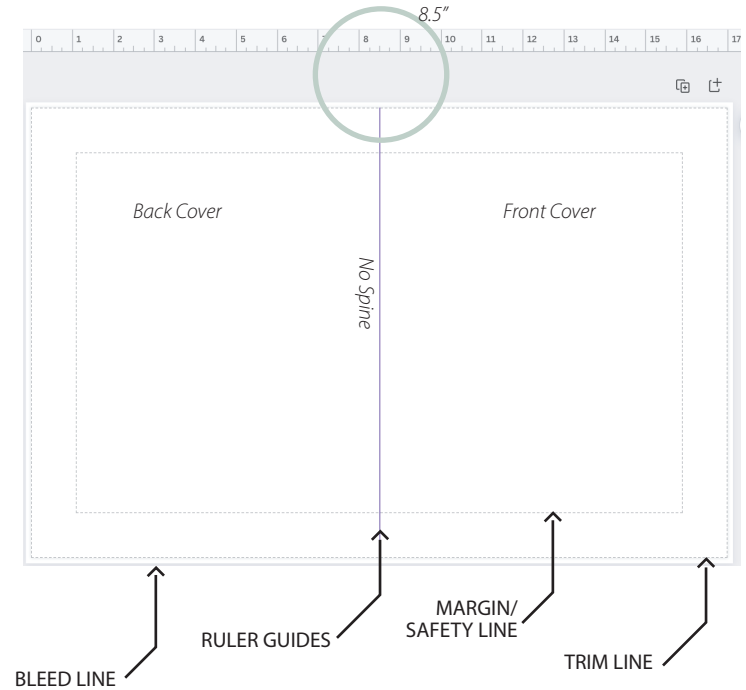 8.5"
0 1 2 3 4 5 6 7 8 9 10 11 12 13 14 15 16 17
Back Cover
Front Cover
No Spine
RULER GUIDES
MARGIN/
SAFETY LINE
TRIM LINE
BLEED LINE